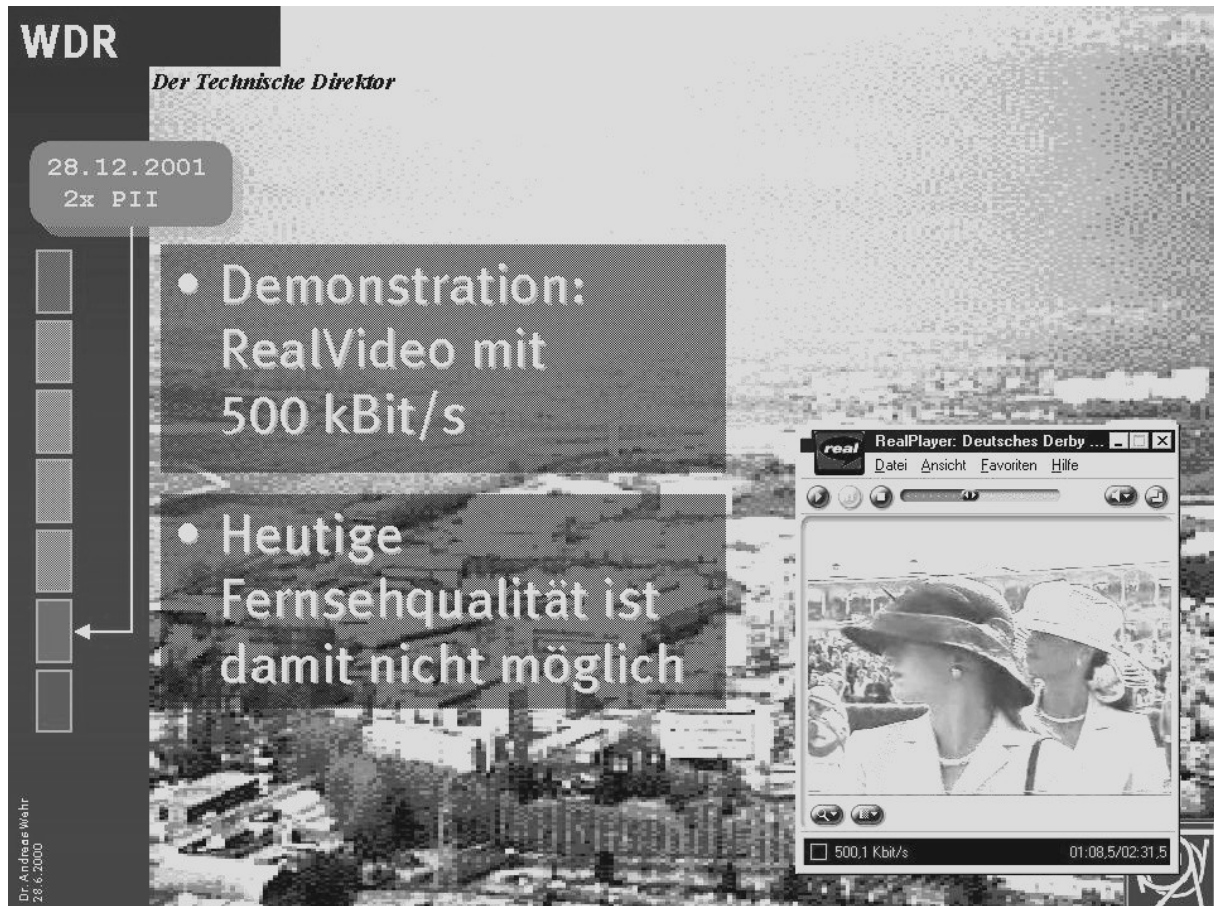 WDR
Der Technische Direktor
28.12.2001
2x PII
• Demonstration:
RealVideo mit
500 kBit/s
• Heutige
Fernsehqualität ist
damit nicht möglich
real
RealPlayer: Deutsches Derby ...
Datei Ansicht Favoriten Hilfe
500,1 Kbit/s 01:08,5/02:31,5
Dr. Andreas Wehr
28.6.2000